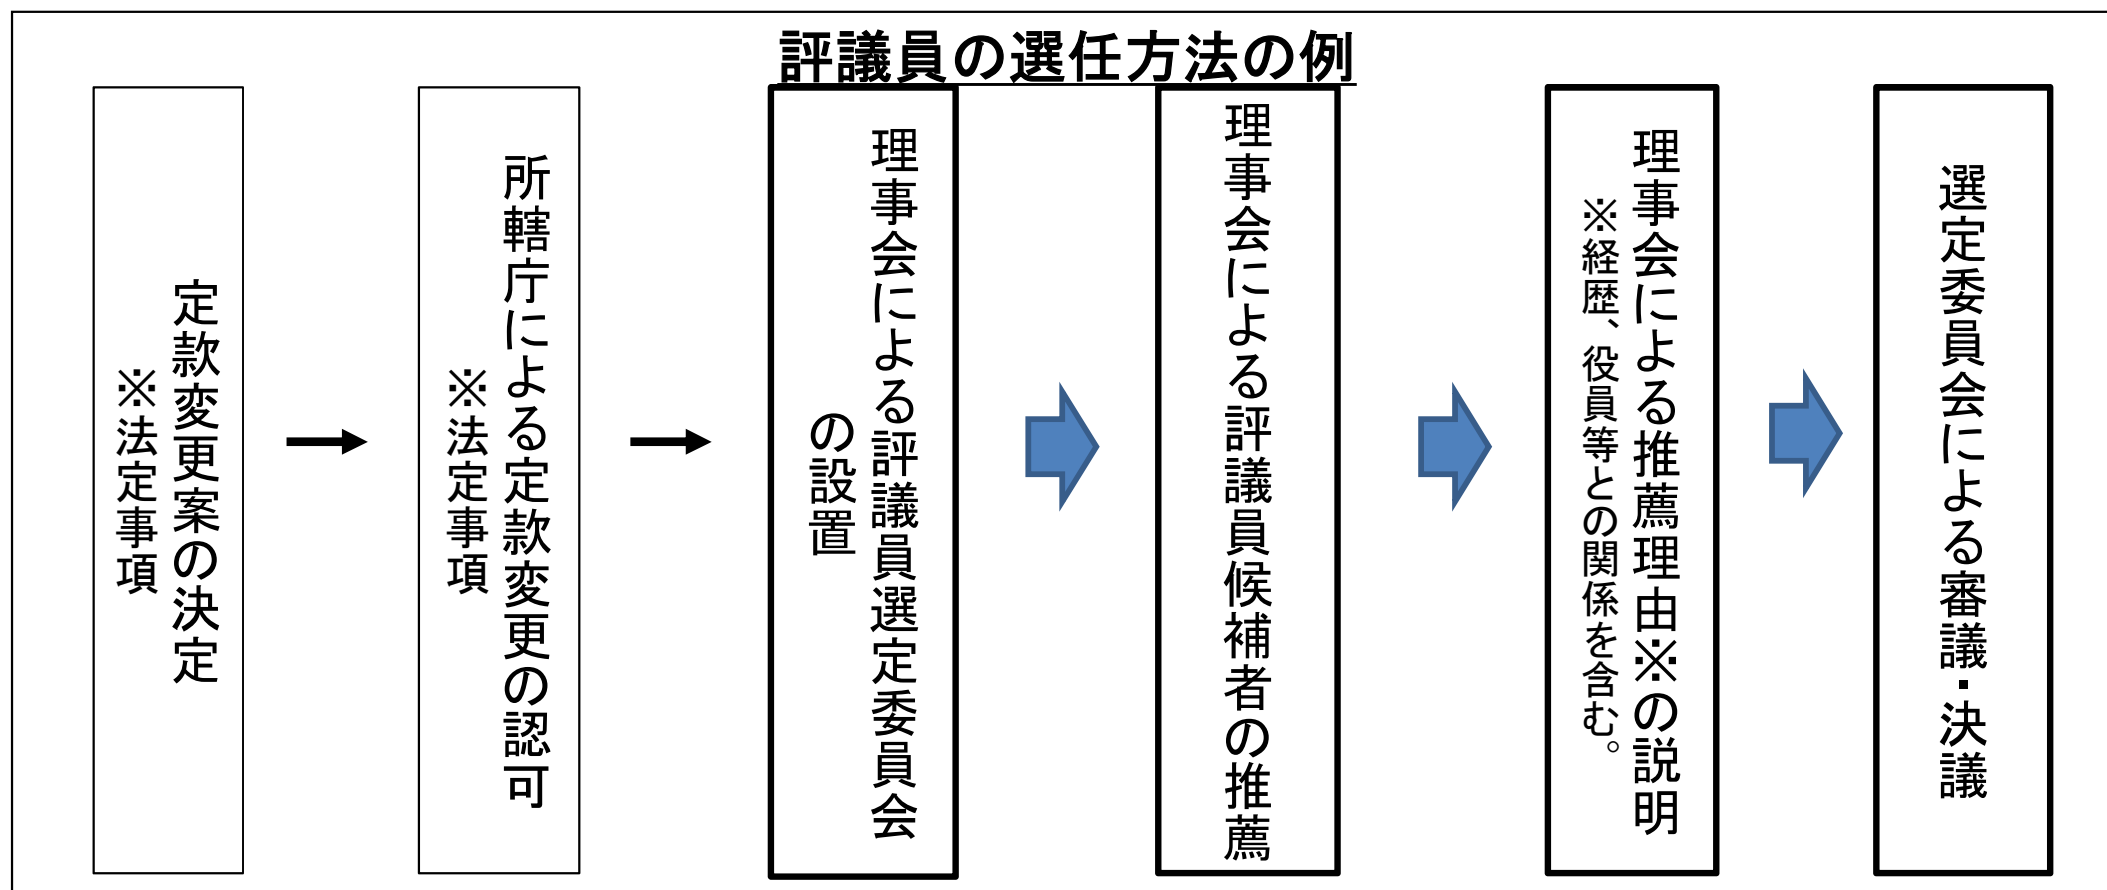 評議員の選任方法の例
定款変更案の決定
※法定事項
所轄庁による定款変更の認可
※法定事項
理事会による評議員選定委員会
の設置
理事会による評議員候補者の推薦
理事会による推薦理由※の説明
※経歴、役員等との関係を含む。
選定委員会による審議・決議